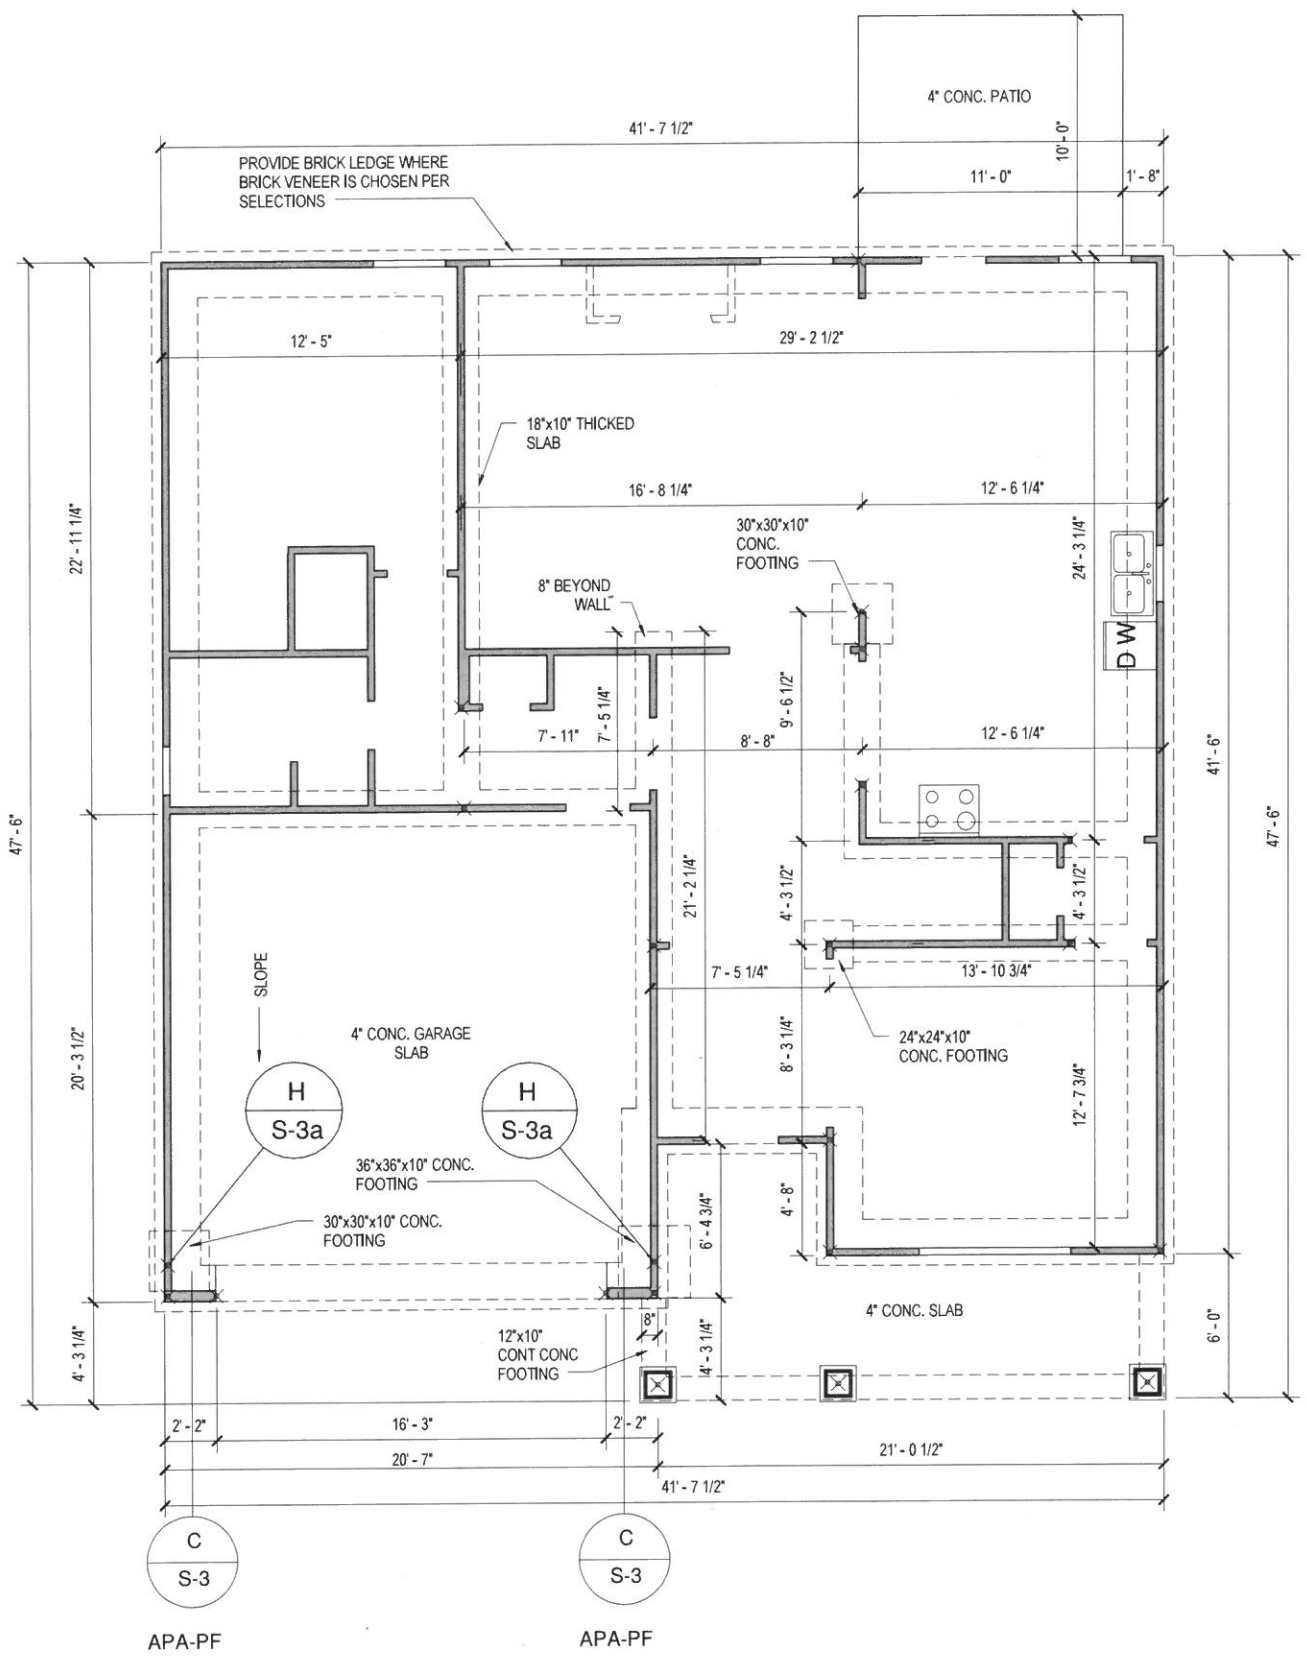 4" CONC. PATIO
41' - 7 1/2"
10' - 0"
PROVIDE BRICK LEDGE WHERE
BRICK VENEER IS CHOSEN PER
SELECTIONS
11' - 0"
1' - 8"
12' - 5"
29' - 2 1/2"
18"x10" THICKED
SLAB
16' - 8 1/4"
12' - 6 1/4"
22' - 11 1/4"
30"x30"x10"
CONC.
FOOTING
24' - 3 1/4"
8" BEYOND
WALL
D W
9' - 6 1/2"
7' - 5 1/4"
7' - 11"
8' - 8"
12' - 6 1/4"
41' - 6"
47' - 6"
47' - 6"
21' - 2 1/4"
4' - 3 1/2"
4' - 3 1/2"
SLOPE
7' - 5 1/4"
13' - 10 3/4"
4" CONC. GARAGE
SLAB
20' - 3 1/2"
8' - 3 1/4"
24"x24"x10"
CONC. FOOTING
12' - 7 3/4"
H
S-3a
H
S-3a
36"x36"x10" CONC.
FOOTING
30"x30"x10" CONC.
FOOTING
6' - 4 3/4"
4' - 8"
4" CONC. SLAB
8"
12"x10"
CONT CONC
FOOTING
4' - 3 1/4"
4' - 3 1/4"
6' - 0"
2' - 2"
16' - 3"
2' - 2"
20' - 7"
21' - 0 1/2"
41' - 7 1/2"
C
S-3
C
S-3
APA-PF
APA-PF